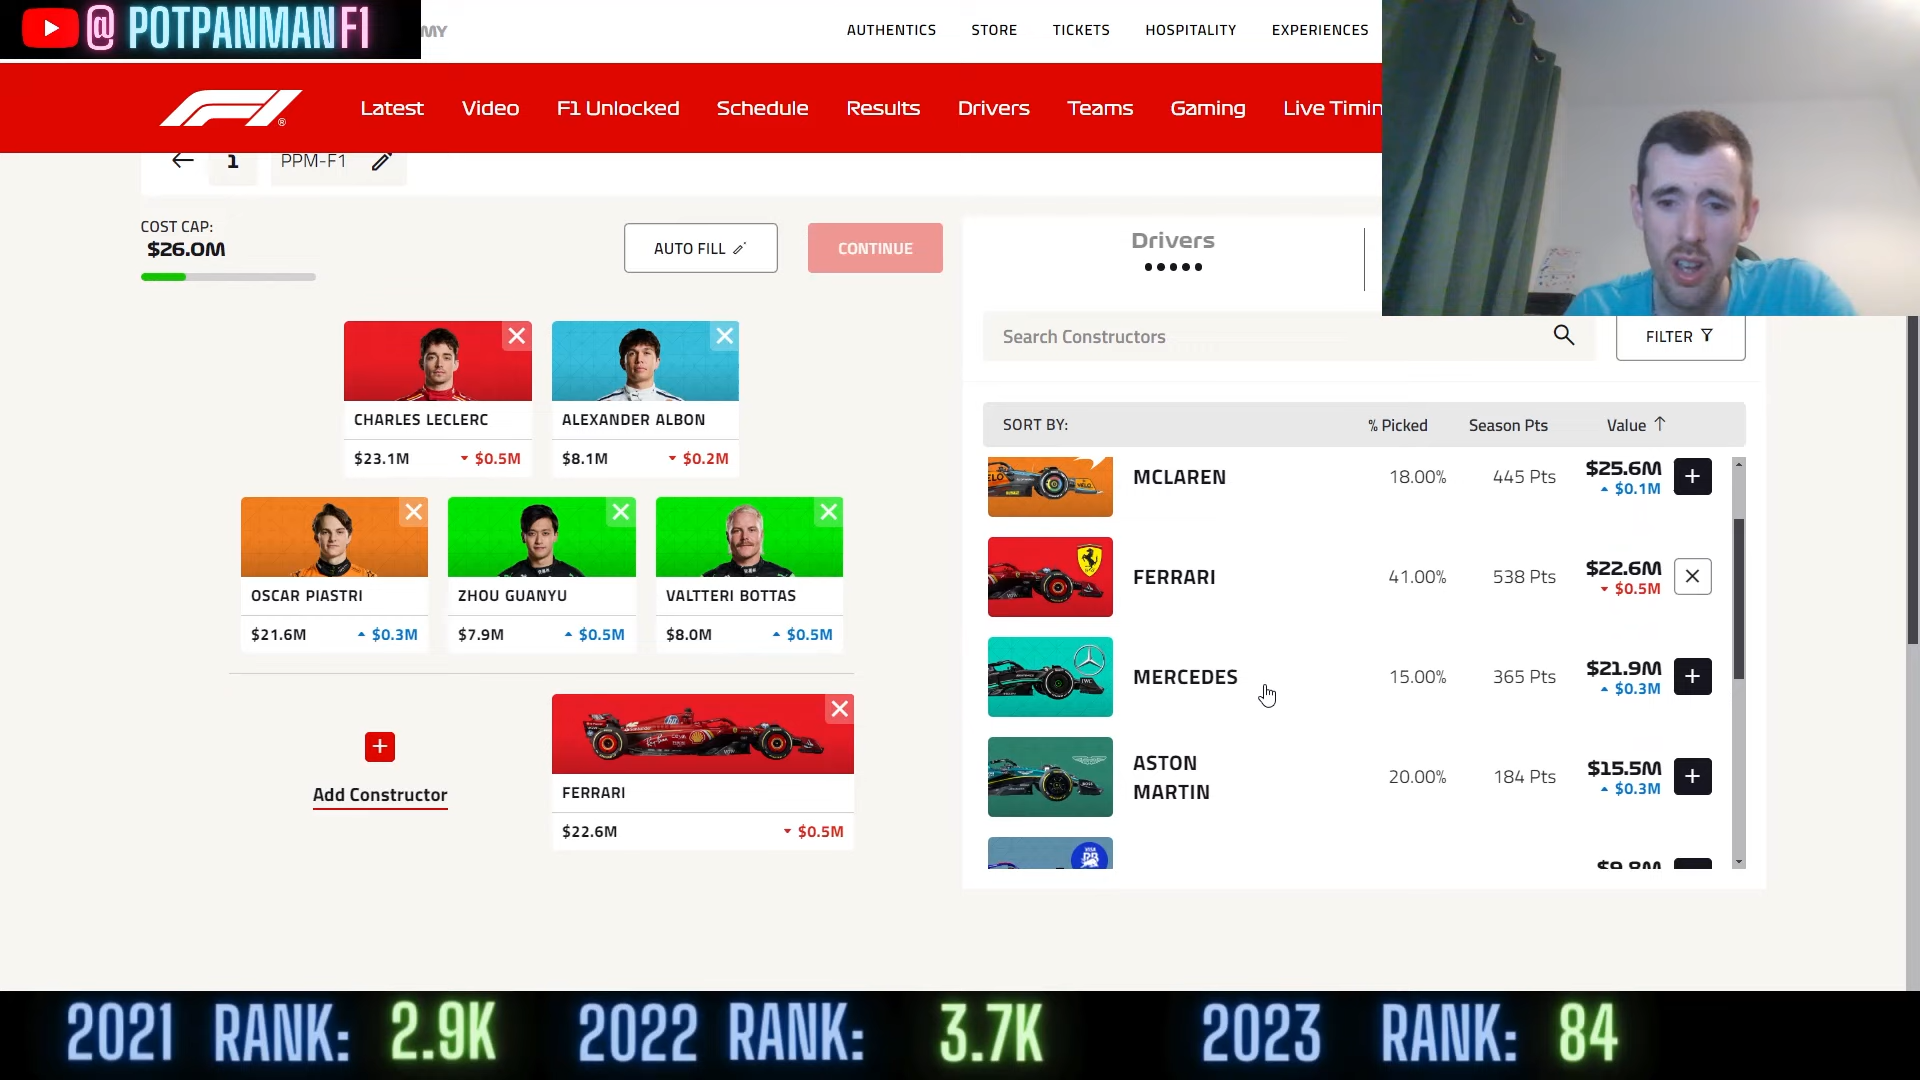 @ POTPANMANF1
MY
AUTHENTICS STORE TICKETS HOSPITALITY EXPERIENCES
F1
Latest Video F1 Unlocked Schedule Results Drivers Teams Gaming Live Timin
1 PPM-F1
COST CAP:
$26.0M
AUTO FILL
CONTINUE
CHARLES LECLERC
$23.1M $0.5M
ALEXANDER ALBON
$8.1M $0.2M
OSCAR PIASTRI
$21.6M $0.3M
ZHOU GUANYU
$7.9M $0.5M
VALTTERI BOTTAS
$8.0M $0.5M
Add Constructor
FERRARI
$22.6M $0.5M
Drivers
Search Constructors
FILTER
SORT BY: % Picked Season Pts Value
MCLAREN 18.00% 445 Pts $25.6M
$0.1M
FERRARI 41.00% 538 Pts $22.6M
$0.5M
MERCEDES 15.00% 365 Pts $21.9M
$0.3M
ASTON
MARTIN 20.00% 184 Pts $15.5M
$0.3M
$9.8M
2021 RANK: 2.9K 2022 RANK: 3.7K 2023 RANK: 84